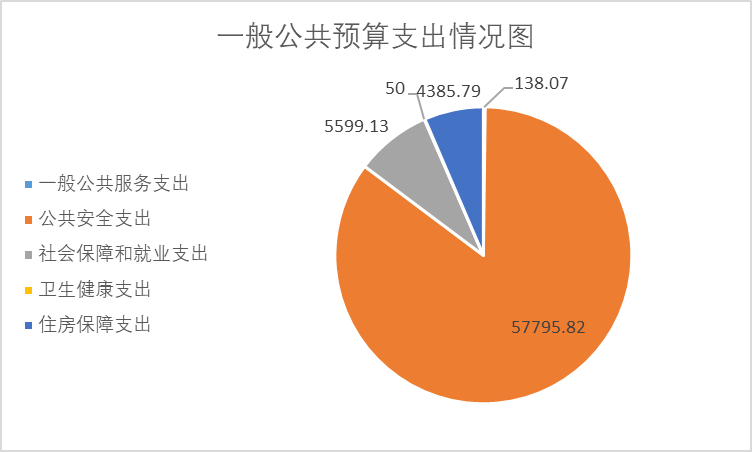 一般公共预算支出情况图
50
4385.79
138.07
5599.13
一般公共服务支出
公共安全支出
社会保障和就业支出
卫生健康支出
住房保障支出
57795.82